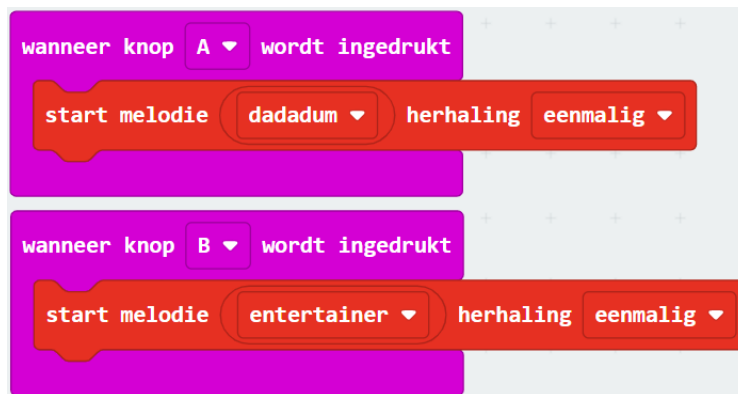 wanneer knop A wordt ingedrukt
start melodie dadadum herhaling eenmalig
wanneer knop B wordt ingedrukt
start melodie entertainer herhaling eenmalig